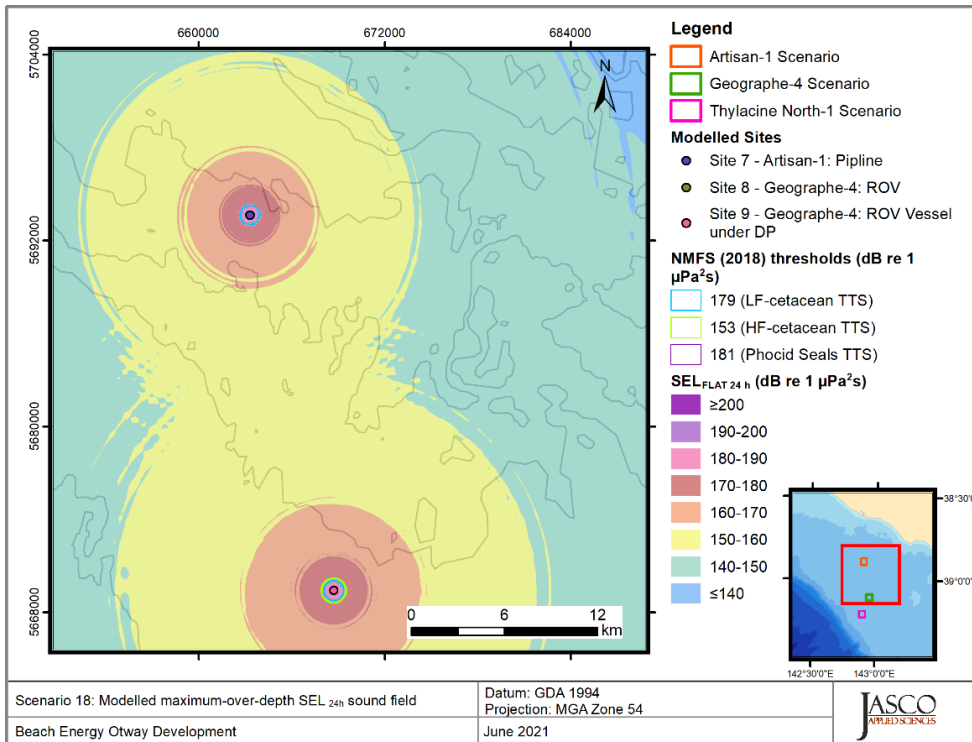 660000 672000 684000
5704000
5692000
5680000
5668000
N
0 6 12
km
Legend
Artisan-1 Scenario
Geographe-4 Scenario
Thylacine North-1 Scenario
Modelled Sites
Site 7 - Artisan-1: Pipline
Site 8 - Geographe-4: ROV
Site 9 - Geographe-4: ROV Vessel
under DP
NMFS (2018) thresholds (dB re 1
µPa²s)
179 (LF-cetacean TTS)
153 (HF-cetacean TTS)
181 (Phocid Seals TTS)
SEL FLAT 24 h (dB re 1 µPa²s)
≥200
190-200
180-190
170-180
160-170
150-160
140-150
≤140
38°30'S
39°0'0"S
142°30'0"E 143°0'0"E
Scenario 18: Modelled maximum-over-depth SEL 24h sound field
Datum: GDA 1994
Projection: MGA Zone 54
Beach Energy Otway Development
June 2021
JASCO
APPLIED SCIENCES